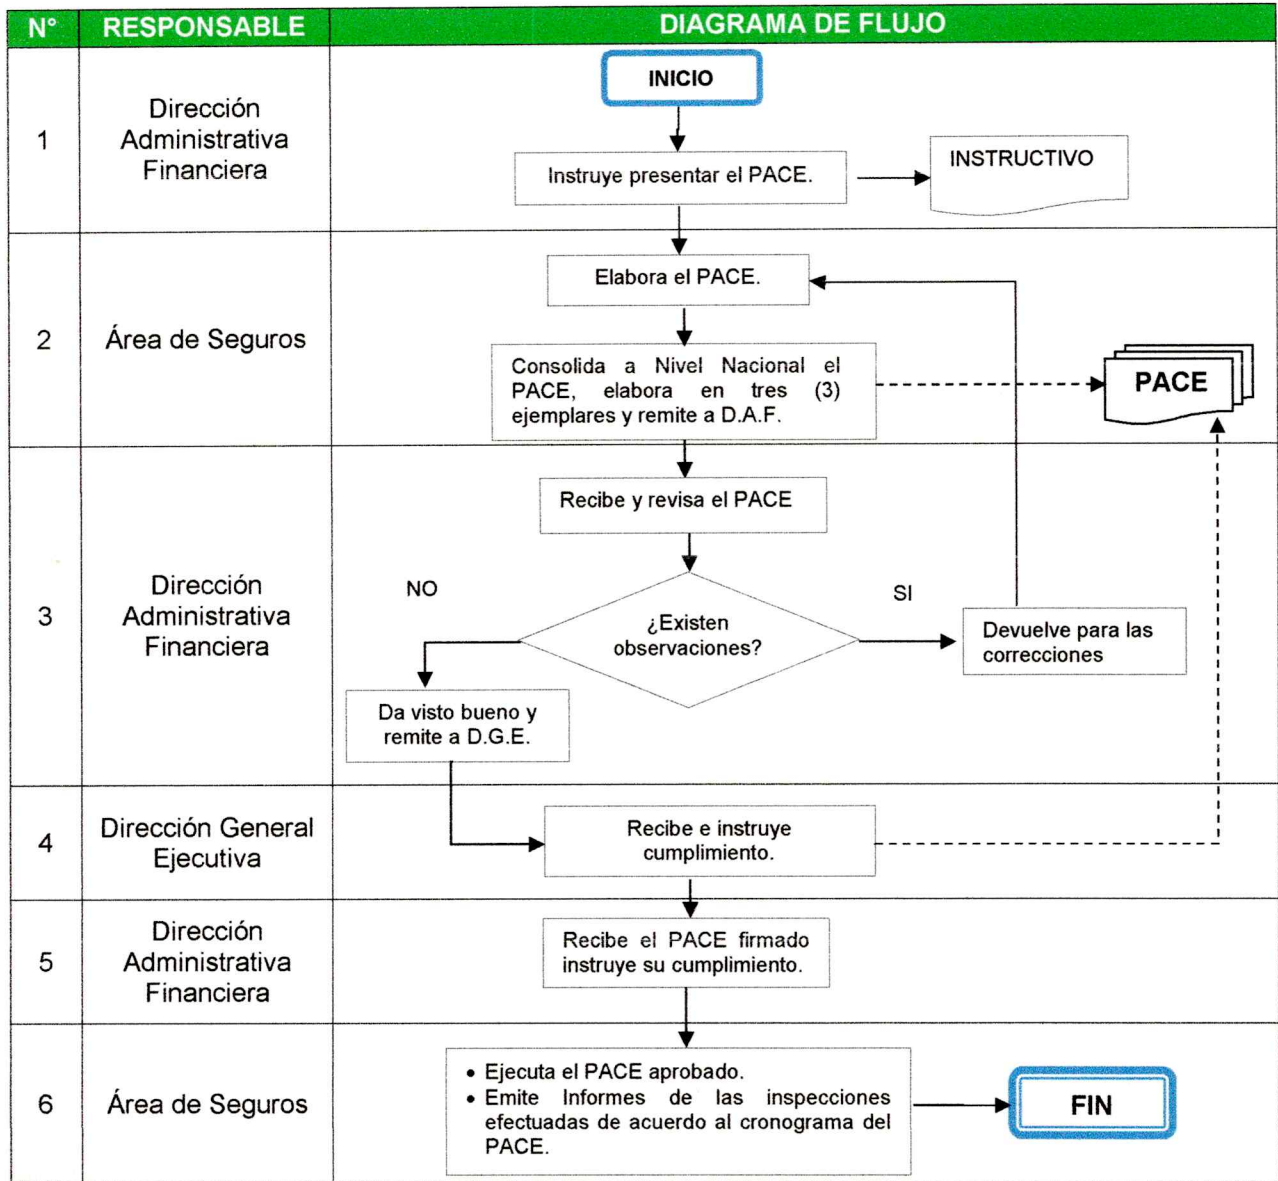 N° RESPONSABLE DIAGRAMA DE FLUJO
INICIO
1
Dirección
Administrativa
Financiera
Instruye presentar el PACE.
INSTRUCTIVO
2
Área de Seguros
Elabora el PACE.
Consolida a Nivel Nacional el
PACE, elabora en tres (3)
ejemplares y remite a D.A.F.
PACE
3
Dirección
Administrativa
Financiera
Recibe y revisa el PACE
NO
¿Existen
observaciones?
SI
Devuelve para las
correcciones
Da visto bueno y
remite a D.G.E.
4
Dirección General
Ejecutiva
Recibe e instruye
cumplimiento.
5
Dirección
Administrativa
Financiera
Recibe el PACE firmado
instruye su cumplimiento.
6
Área de Seguros
• Ejecuta el PACE aprobado.
• Emite Informes de las inspecciones
efectuadas de acuerdo al cronograma del
PACE.
FIN